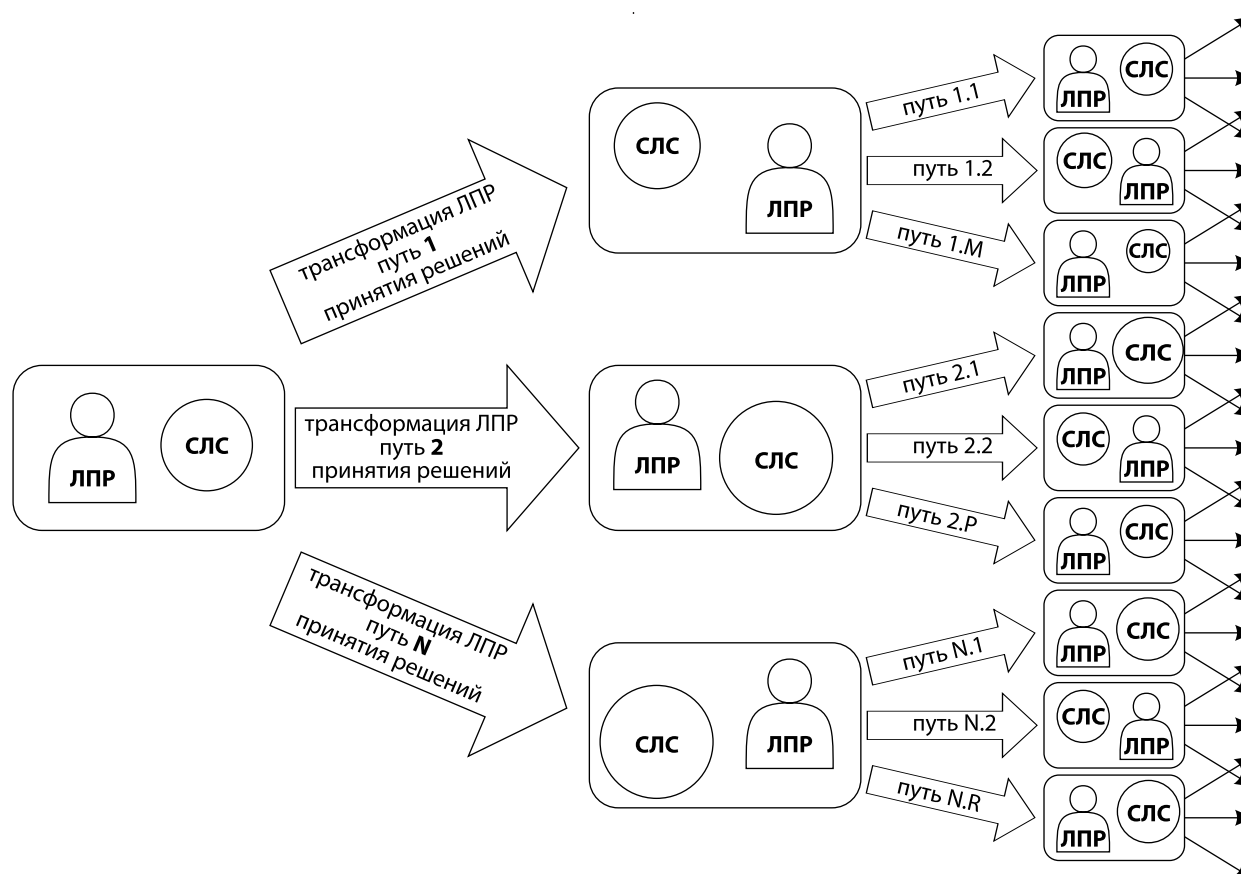 ЛПР
СЛС
трансформация ЛПР
путь 1
принятия решений
трансформация ЛПР
путь 2
принятия решений
трансформация ЛПР
путь N
принятия решений
СЛС
ЛПР
ЛПР
СЛС
СЛС
ЛПР
путь 1.1
путь 1.2
путь 1.M
путь 2.1
путь 2.2
путь 2.P
путь N.1
путь N.2
путь N.R
ЛПР
СЛС
СЛС
ЛПР
ЛПР
СЛС
ЛПР
СЛС
СЛС
ЛПР
ЛПР
СЛС
ЛПР
СЛС
СЛС
ЛПР
ЛПР
СЛС